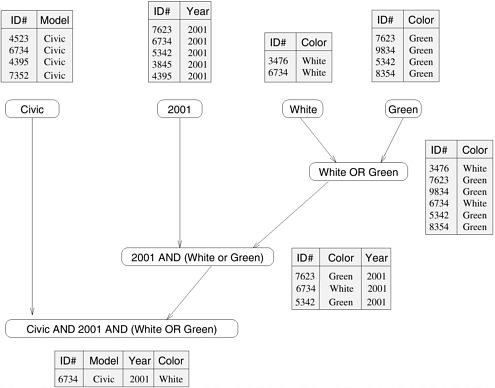 ID# Model
4523 Civic
6734 Civic
4395 Civic
7352 Civic
ID# Year
7623 2001
6734 2001
5342 2001
3845 2001
4395 2001
ID# Color
3476 White
6734 White
ID# Color
7623 Green
9834 Green
5342 Green
8354 Green
Civic
2001
White
Green
White OR Green
ID# Color
3476 White
7623 Green
9834 Green
6734 White
5342 Green
8354 Green
2001 AND (White or Green)
ID# Color Year
7623 Green 2001
6734 White 2001
5342 Green 2001
Civic AND 2001 AND (White OR Green)
ID# Model Year Color
6734 Civic 2001 White